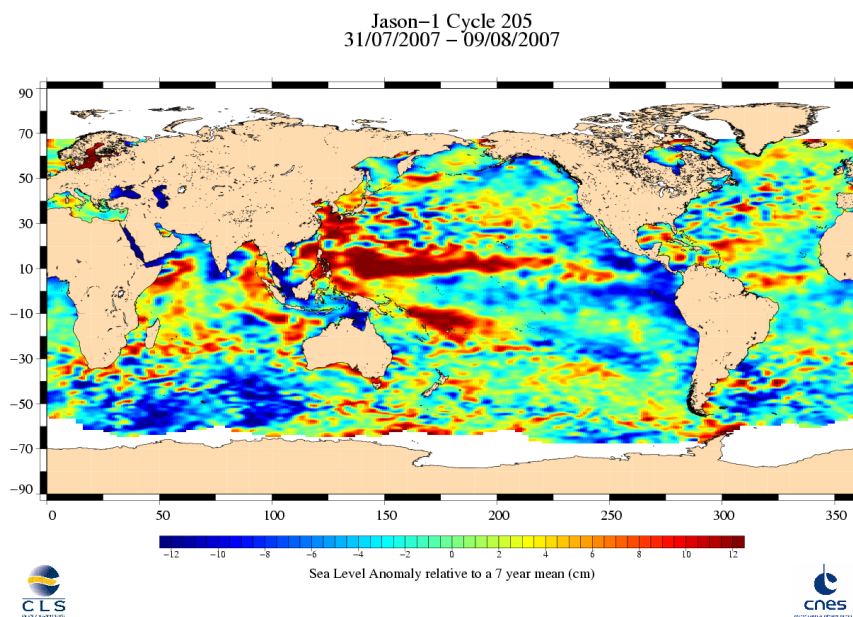 Jason-1 Cycle 205
31/07/2007 - 09/08/2007
90
70
50
30
10
-10
-30
-50
-70
-90
0 50 100 150 200 250 300 350
-12 -10 -8 -6 -4 -2 0 2 4 6 8 10 12
Sea Level Anomaly relative to a 7 year mean (cm)
CLS
cnes